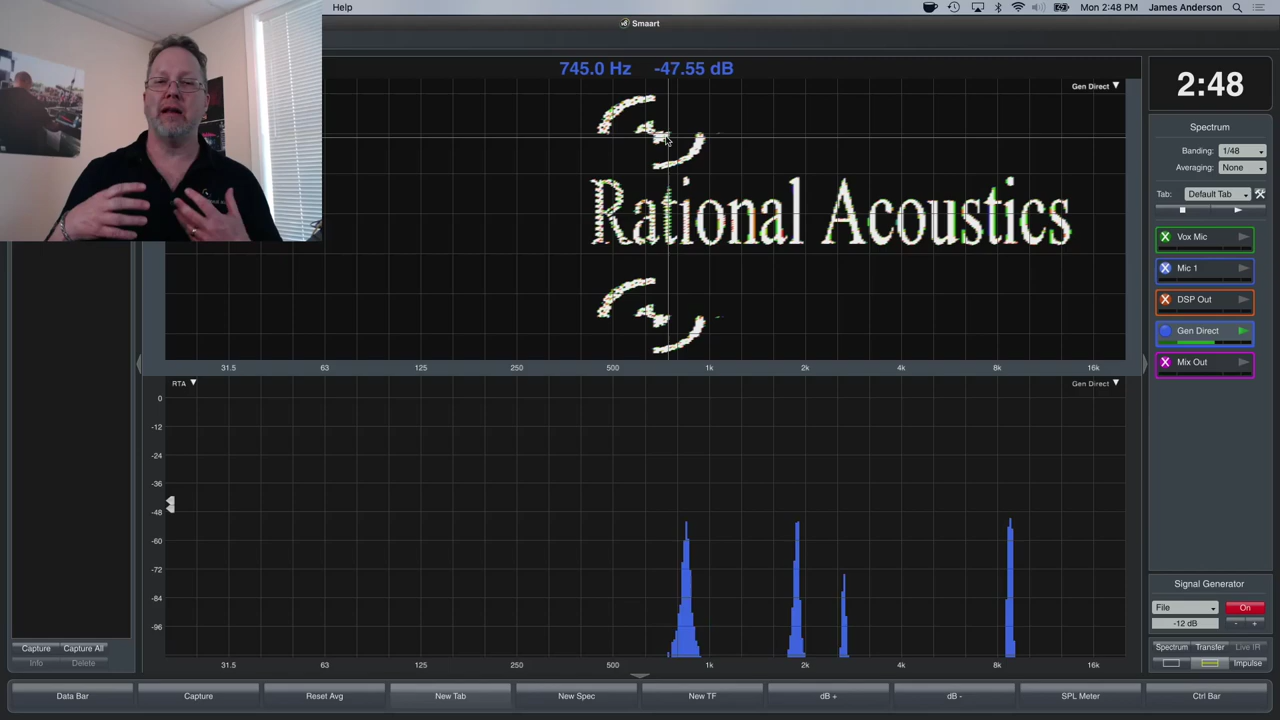 Help
Mon 2:48 PM James Anderson
Smaart
745.0 Hz -47.55 dB
Gen Direct
2:48
Spectrum
Banding: 1/48
Averaging: None
Tab: Default Tab
Rational Acoustics
Vox Mic
Mic 1
DSP Out
Gen Direct
Mix Out
31.5 63 125 250 500 1k 2k 4k 8k 16k
RTA Gen Direct
0
-12
-24
-36
-48
-60
-72
-84
-96
31.5 63 125 250 500 1k 2k 4k 8k 16k
Signal Generator
File On
-12 dB - +
Capture Capture All
Info Delete
Spectrum Transfer Live IR
Impulse
Data Bar Capture Reset Avg New Tab New Spec New TF dB + dB - SPL Meter Ctrl Bar